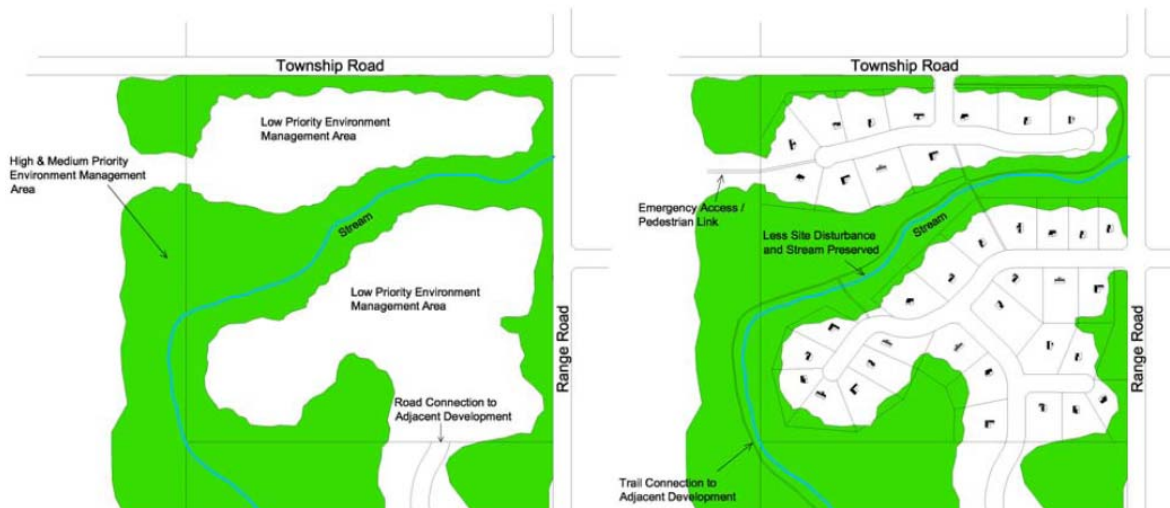 Township Road
Low Priority Environment
Management Area
High & Medium Priority
Environment Management
Area
Stream
Low Priority Environment
Management Area
Range Road
Road Connection to
Adjacent Development
Township Road
Emergency Access /
Pedestrian Link
Less Site Disturbance
and Stream Preserved
Stream
Range Road
Trail Connection to
Adjacent Development